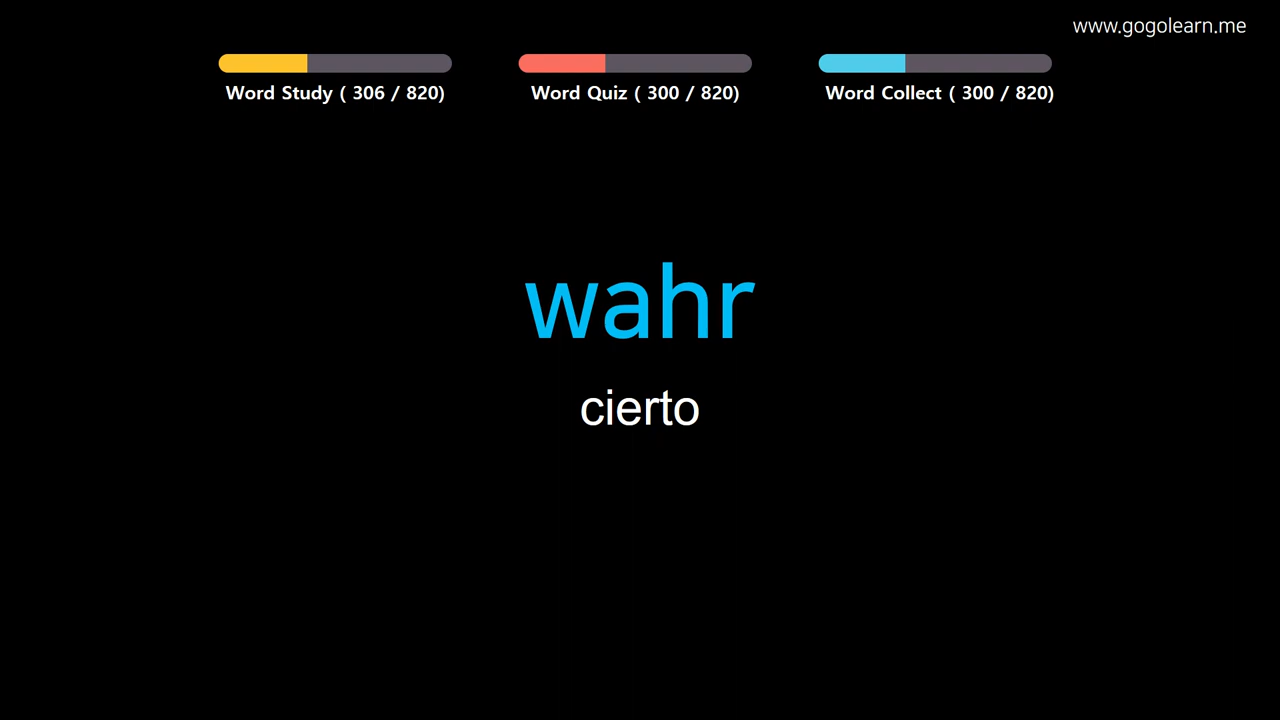 www.gogolearn.me
Word Study ( 306 / 820)
Word Quiz ( 300 / 820)
Word Collect ( 300 / 820)
wahr
cierto